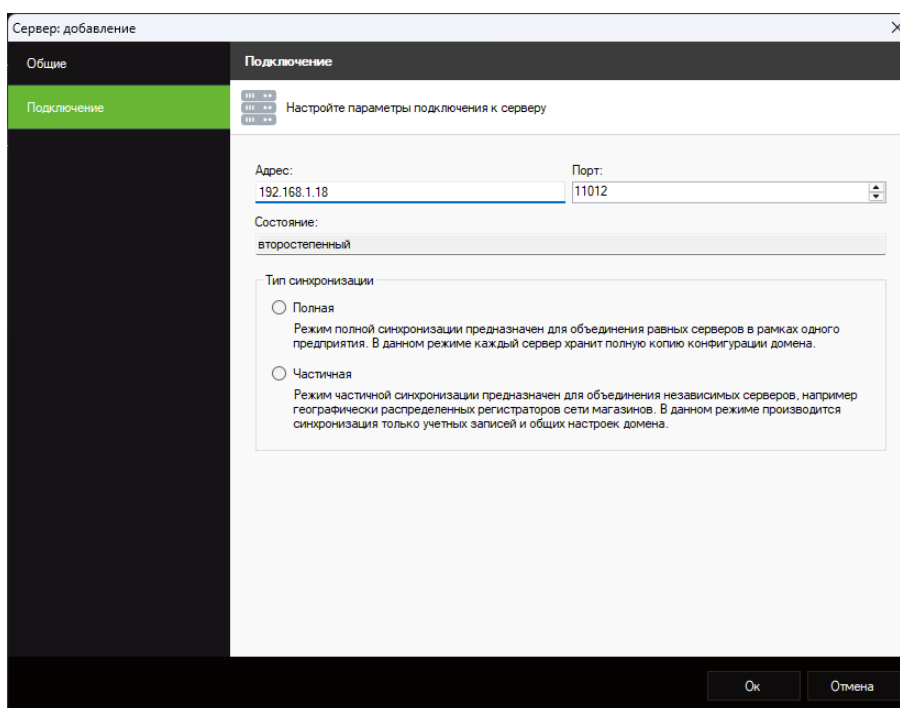 Сервер: добавление
Общие
Подключение
Подключение
Настройте параметры подключения к серверу
Адрес:
Порт:
192.168.1.18
11012
Состояние:
второстепенный
Тип синхронизации
Полная
Режим полной синхронизации предназначен для объединения равных серверов в рамках одного
предприятия. В данном режиме каждый сервер хранит полную копию конфигурации домена.
Частичная
Режим частичной синхронизации предназначен для объединения независимых серверов, например
географически распределенных регистраторов сети магазинов. В данном режиме производится
синхронизация только учетных записей и общих настроек домена.
Ок
Отмена